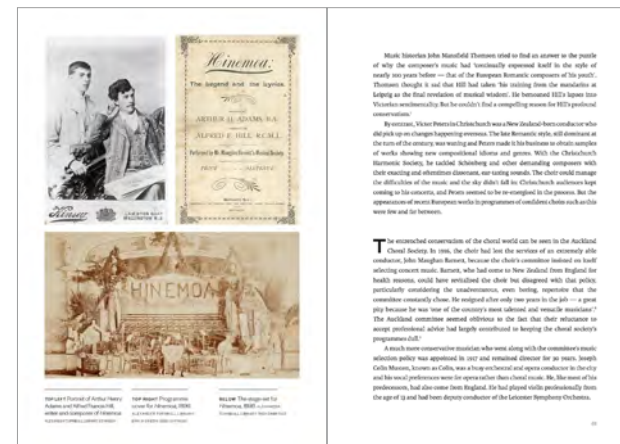 Hinemoa:
The Legend and the Lyrics
ARTHUR H. ADAMS B.A.
ALFRED F. HILL, R.C.M.L.
HINEMOA
TOP LEFT Portrait of Arthur Henry
Adams and Alfred Francis Hill,
writer and composer of Hinemoa
TOP RIGHT Programme
cover for Hinemoa, 1896
BELOW The stage set for
Hinemoa, 1896
Music historian John Mansfield Thomson tried to find an answer to the puzzle
of why the composer's music had 'continually expressed itself in the style of
nearly 100 years before — that of the European Romantic composers of his youth'.
Thomson thought it sad that Hill had taken 'his training from the mandarins at
Leipzig as the final revelation of musical wisdom'. He bemoaned Hill's lapses into
Victorian sentimentality. But he couldn't find a compelling reason for Hill's profound
conservatism.
By contrast, Victor Peters in Christchurch was a New Zealand-born conductor who
did pick up on changes happening overseas. The late Romantic style, still dominant at
the turn of the century, was waning and Peters made it his business to obtain samples
of works showing new compositional idioms and genres. With the Christchurch
Harmonic Society, he tackled Schönberg and other demanding composers with
their exacting and oftentimes dissonant, ear-taxing sounds. The choir could manage
the difficulties of the music and the sky didn't fall in: Christchurch audiences kept
coming to his concerts, and Peters seemed to be re-energised in the process. But the
appearances of recent European works in programmes of confident choirs such as this
were few and far between.
The entrenched conservatism of the choral world can be seen in the Auckland
Choral Society. In 1916, the choir had lost the services of an extremely able
conductor, John Maughan Barnett, because the choir's committee insisted on itself
selecting concert music. Barnett, who had come to New Zealand from England for
health reasons, could have revitalised the choir but disagreed with that policy,
particularly considering the unadventurous, even boring, repertoire that the
committee constantly chose. He resigned after only two years in the job — a great
pity because he was 'one of the country's most talented and versatile musicians'.
The Auckland committee seemed oblivious to the fact that their reluctance to
accept professional advice had largely contributed to keeping the choral society's
programmes dull.
A much more conservative musician who went along with the committee's music
selection policy was appointed in 1917 and remained director for 20 years. Joseph
Colin Muston, known as Colin, was a busy orchestral and opera conductor in the city
and his vocal preferences were for opera rather than choral music. He, like most of his
predecessors, had also come from England. He had played violin professionally from
the age of 13 and had been deputy conductor of the Leicester Symphony Orchestra.